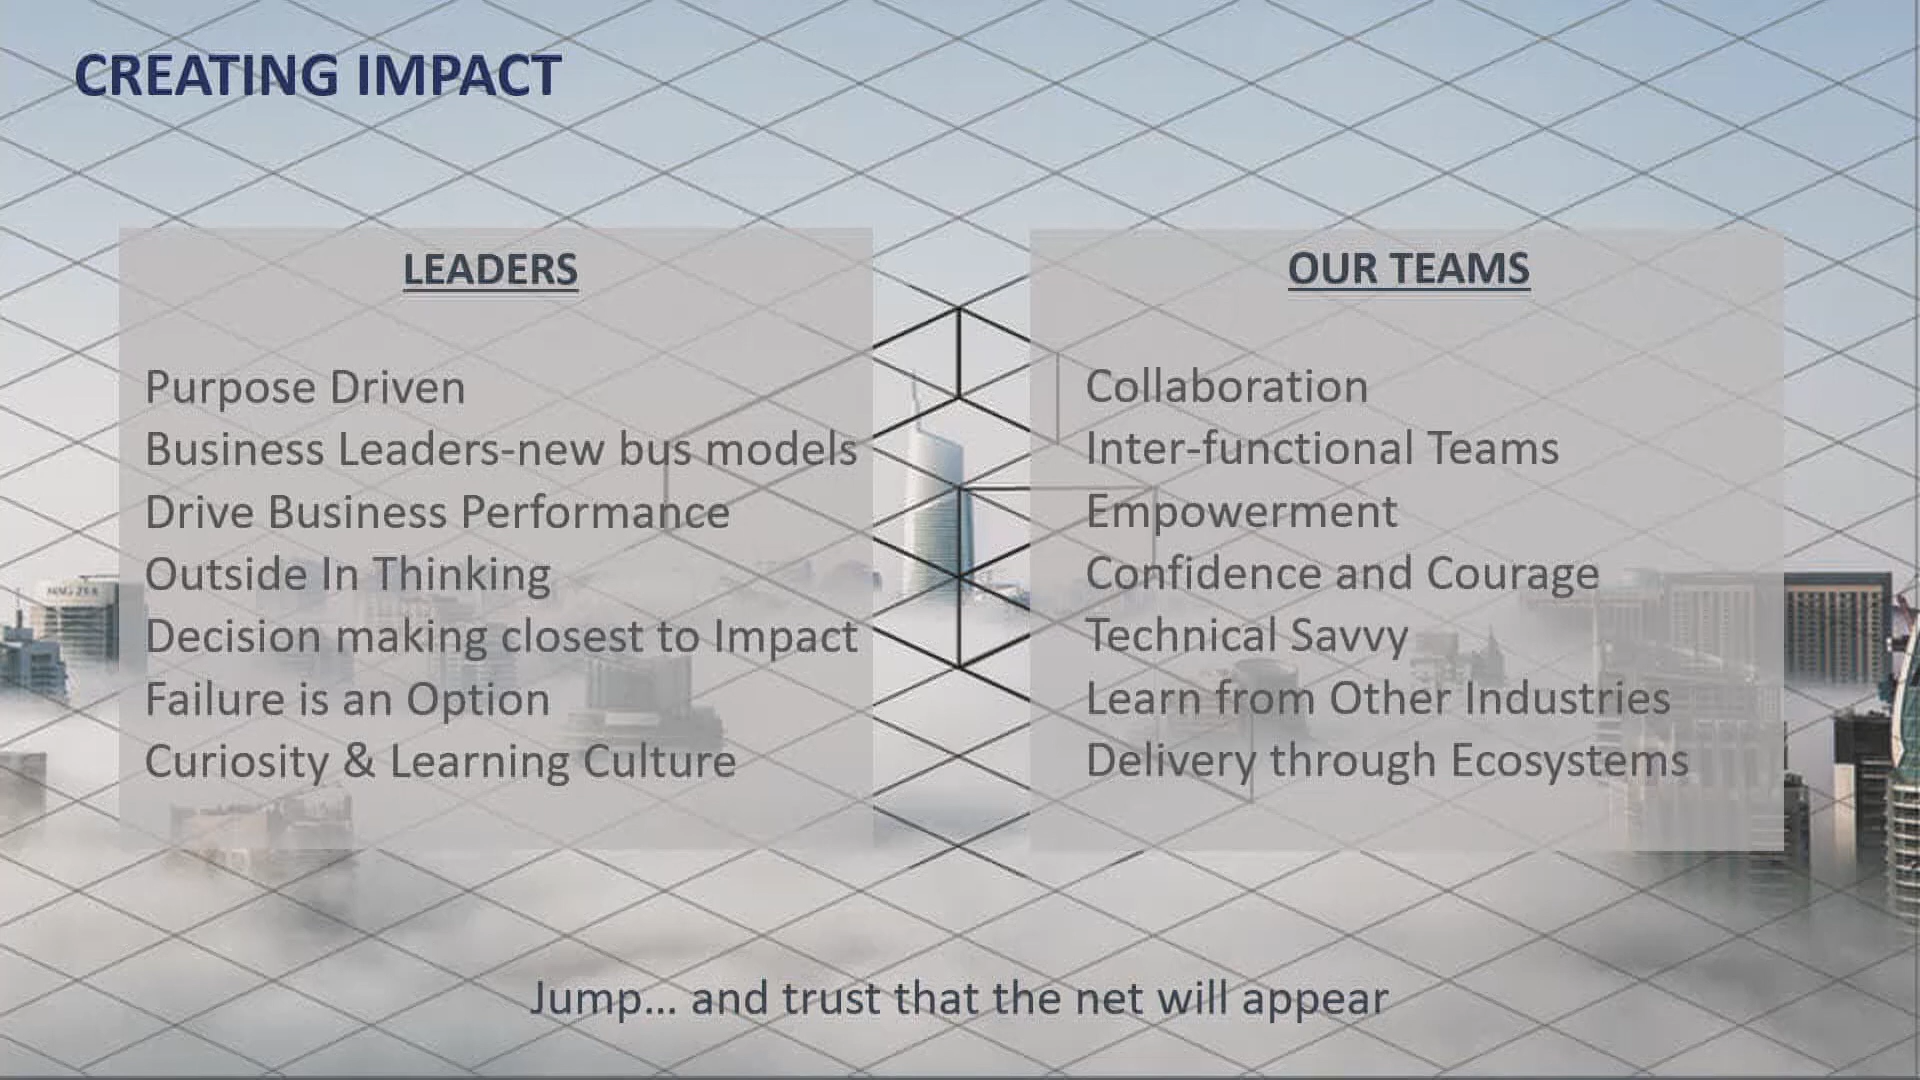 CREATING IMPACT
LEADERS
Purpose Driven
Business Leaders-new bus models
Drive Business Performance
Outside In Thinking
Decision making closest to Impact
Failure is an Option
Curiosity & Learning Culture
OUR TEAMS
Collaboration
Inter-functional Teams
Empowerment
Confidence and Courage
Technical Savvy
Learn from Other Industries
Delivery through Ecosystems
Jump... and trust that the net will appear